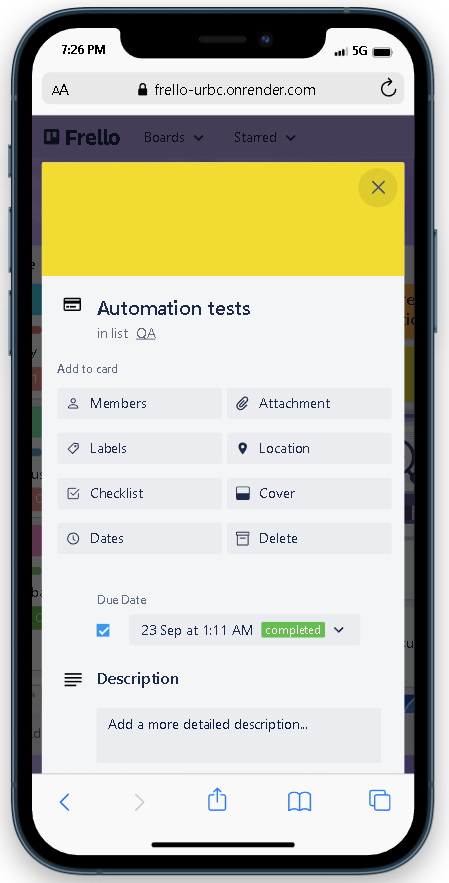 7:26 PM 5G
AA frello-urbc.onrender.com
Frello Boards Starred
Automation tests
in list QA
Add to card
Members Attachment
Labels Location
Checklist Cover
Dates Delete
Due Date
23 Sep at 1:11 AM completed
Description
Add a more detailed description...